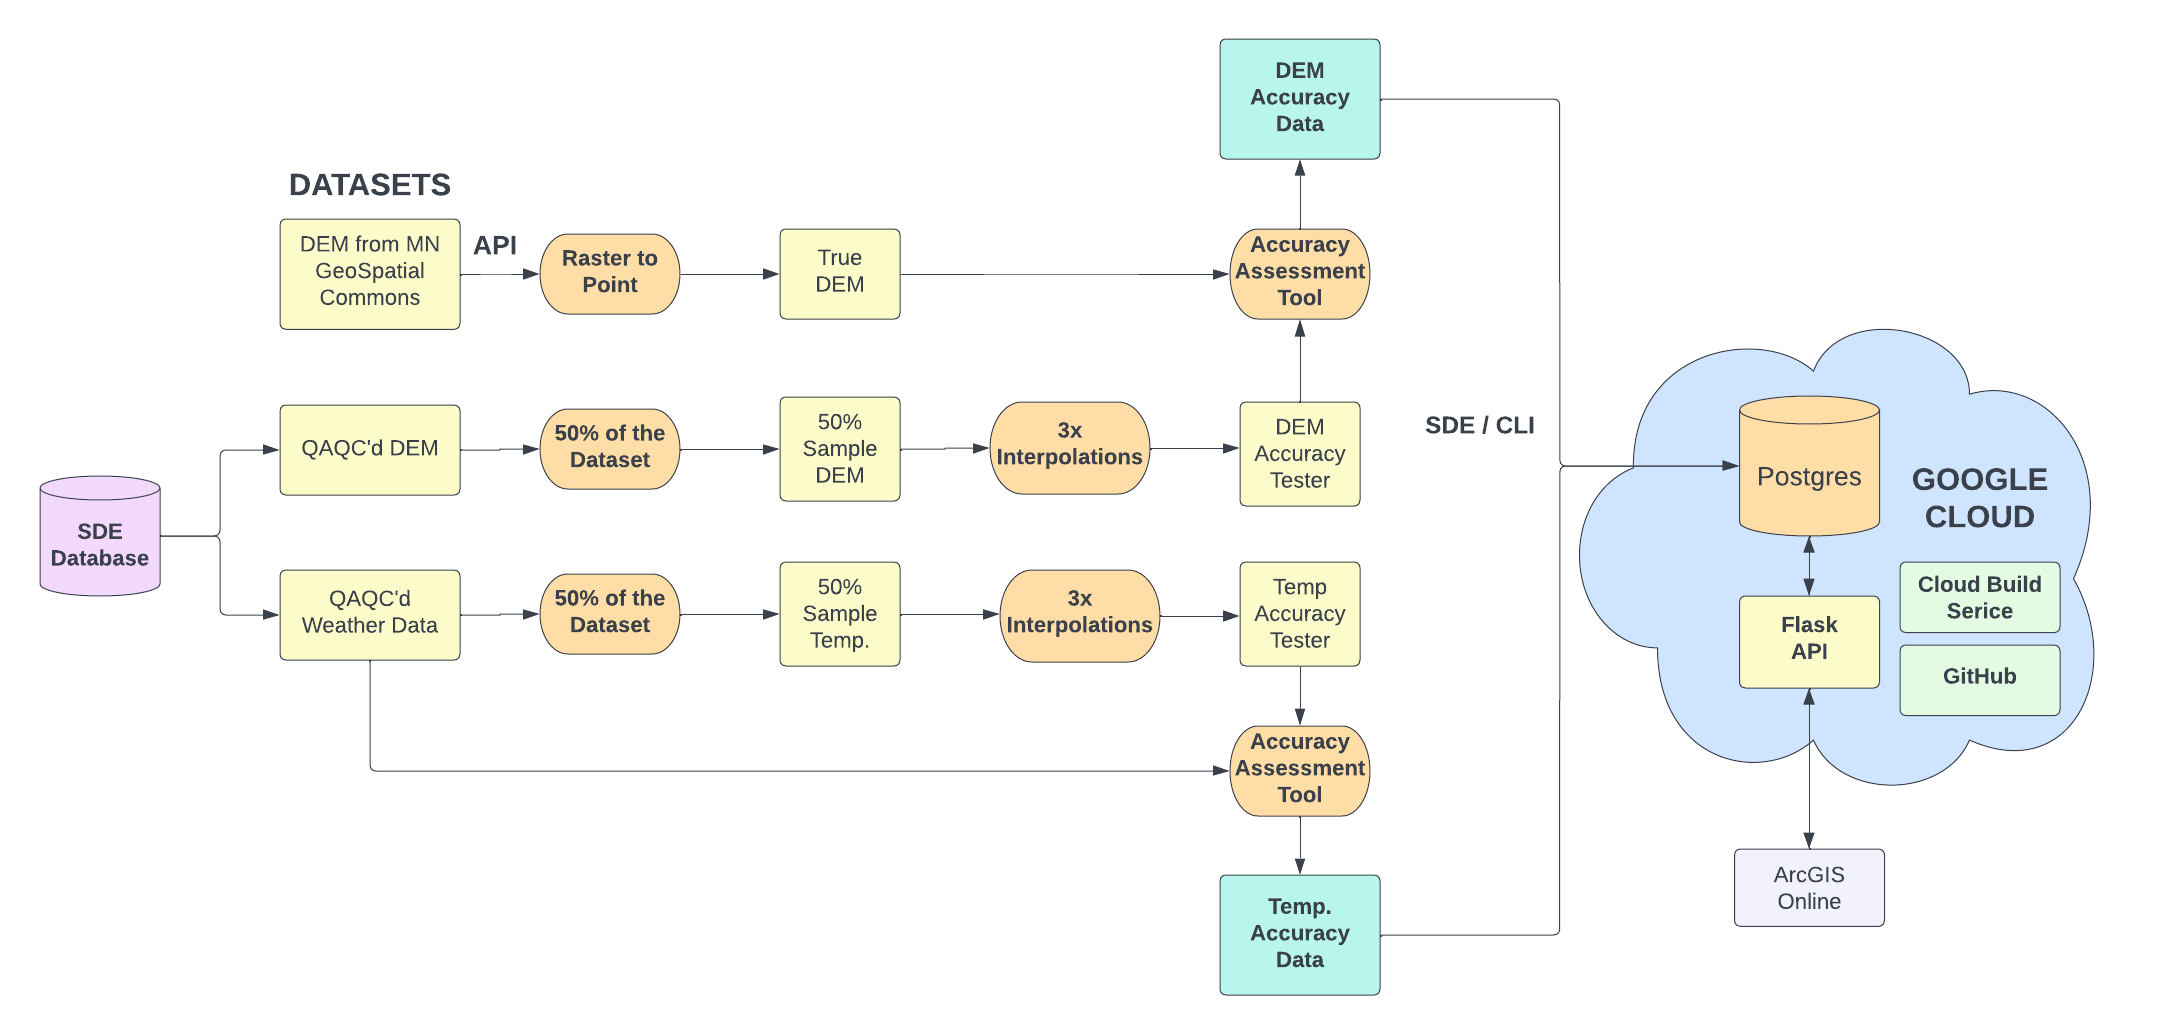 DEM
Accuracy
Data
DATASETS
DEM from MN
GeoSpatial
Commons
API
Raster to
Point
True
DEM
Accuracy
Assessment
Tool
QAQC'd DEM
50% of the
Dataset
50%
Sample
DEM
3x
Interpolations
DEM
Accuracy
Tester
SDE / CLI
SDE
Database
QAQC'd
Weather Data
50% of the
Dataset
50%
Sample
Temp.
3x
Interpolations
Temp
Accuracy
Tester
Accuracy
Assessment
Tool
Temp.
Accuracy
Data
Postgres
GOOGLE
CLOUD
Cloud Build
Serice
Flask
API
GitHub
ArcGIS
Online